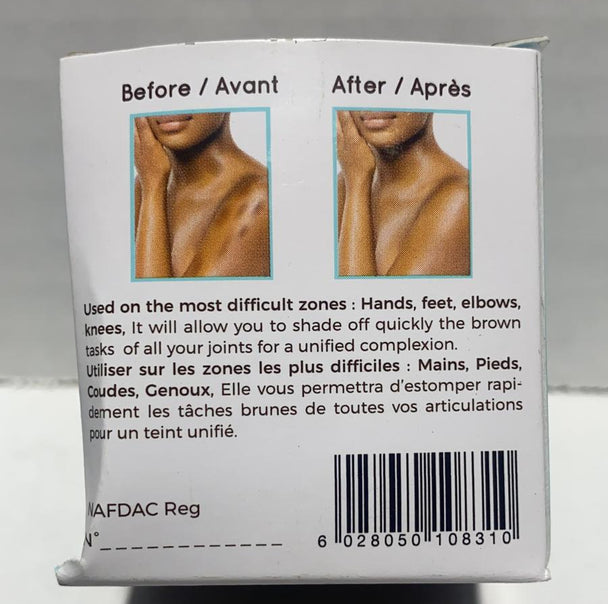 Before / Avant After / Après
Used on the most difficult zones : Hands, feet, elbows,
knees, It will allow you to shade off quickly the brown
tasks of all your joints for a unified complexion.
Utiliser sur les zones les plus difficiles : Mains, Pieds,
Coudes, Genoux, Elle vous permettra d'estomper rapi-
dement les tâches brunes de toutes vos articulations
pour un teint unifié.
NAFDAC Reg
N°_ _ _ _ _ _ _ _ _ _ _ _
6 028050 108310